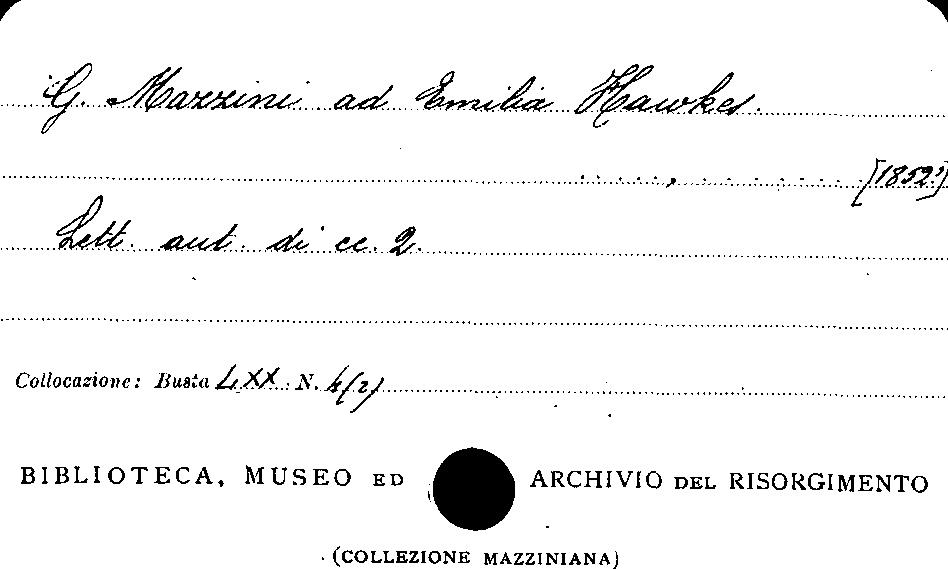 G. Mazzini ad Emilia Hawkes.
[1852?]
Lett. aut. di cc. 2.
Collocazione: Busta LXX N. 4(2)
BIBLIOTECA, MUSEO ED ARCHIVIO DEL RISORGIMENTO
(COLLEZIONE MAZZINIANA)